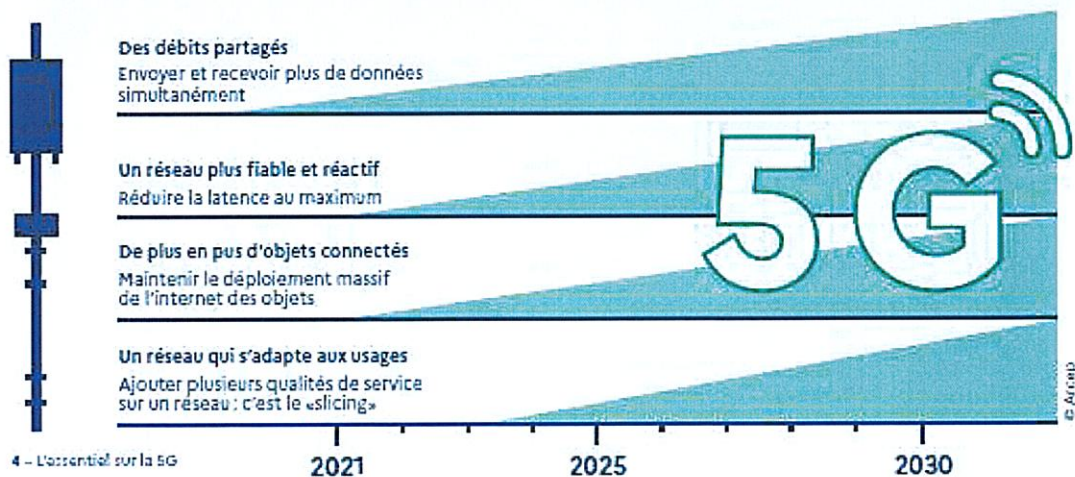 Des débits partagés
Envoyer et recevoir plus de données
simultanément
Un réseau plus fiable et réactif
Réduire la latence au maximum
5G
De plus en pus d'objets connectés
Maintenir le déploiement massif
de l'internet des objets
Un réseau qui s'adapte aux usages
Ajouter plusieurs qualités de service
sur un réseau : c'est le «slicing»
4 – L'essentiel sur la 5G
2021
2025
2030